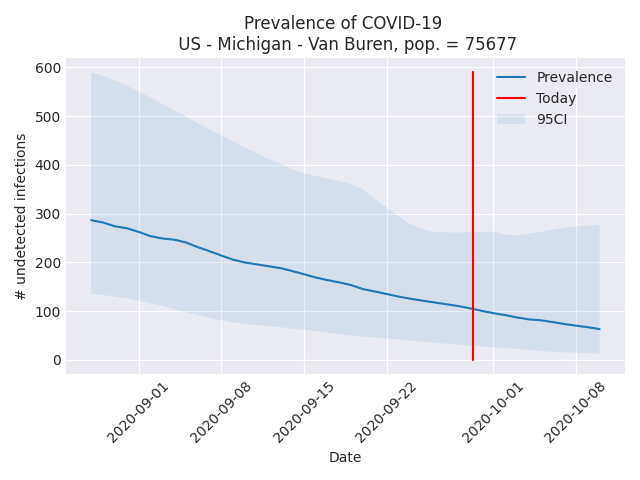 Prevalence of COVID-19
US - Michigan - Van Buren, pop. = 75677
# undetected infections
600
500
400
300
200
100
0
Prevalence
Today
95CI
2020-09-01
2020-09-08
2020-09-15
2020-09-22
2020-10-01
2020-10-08
Date